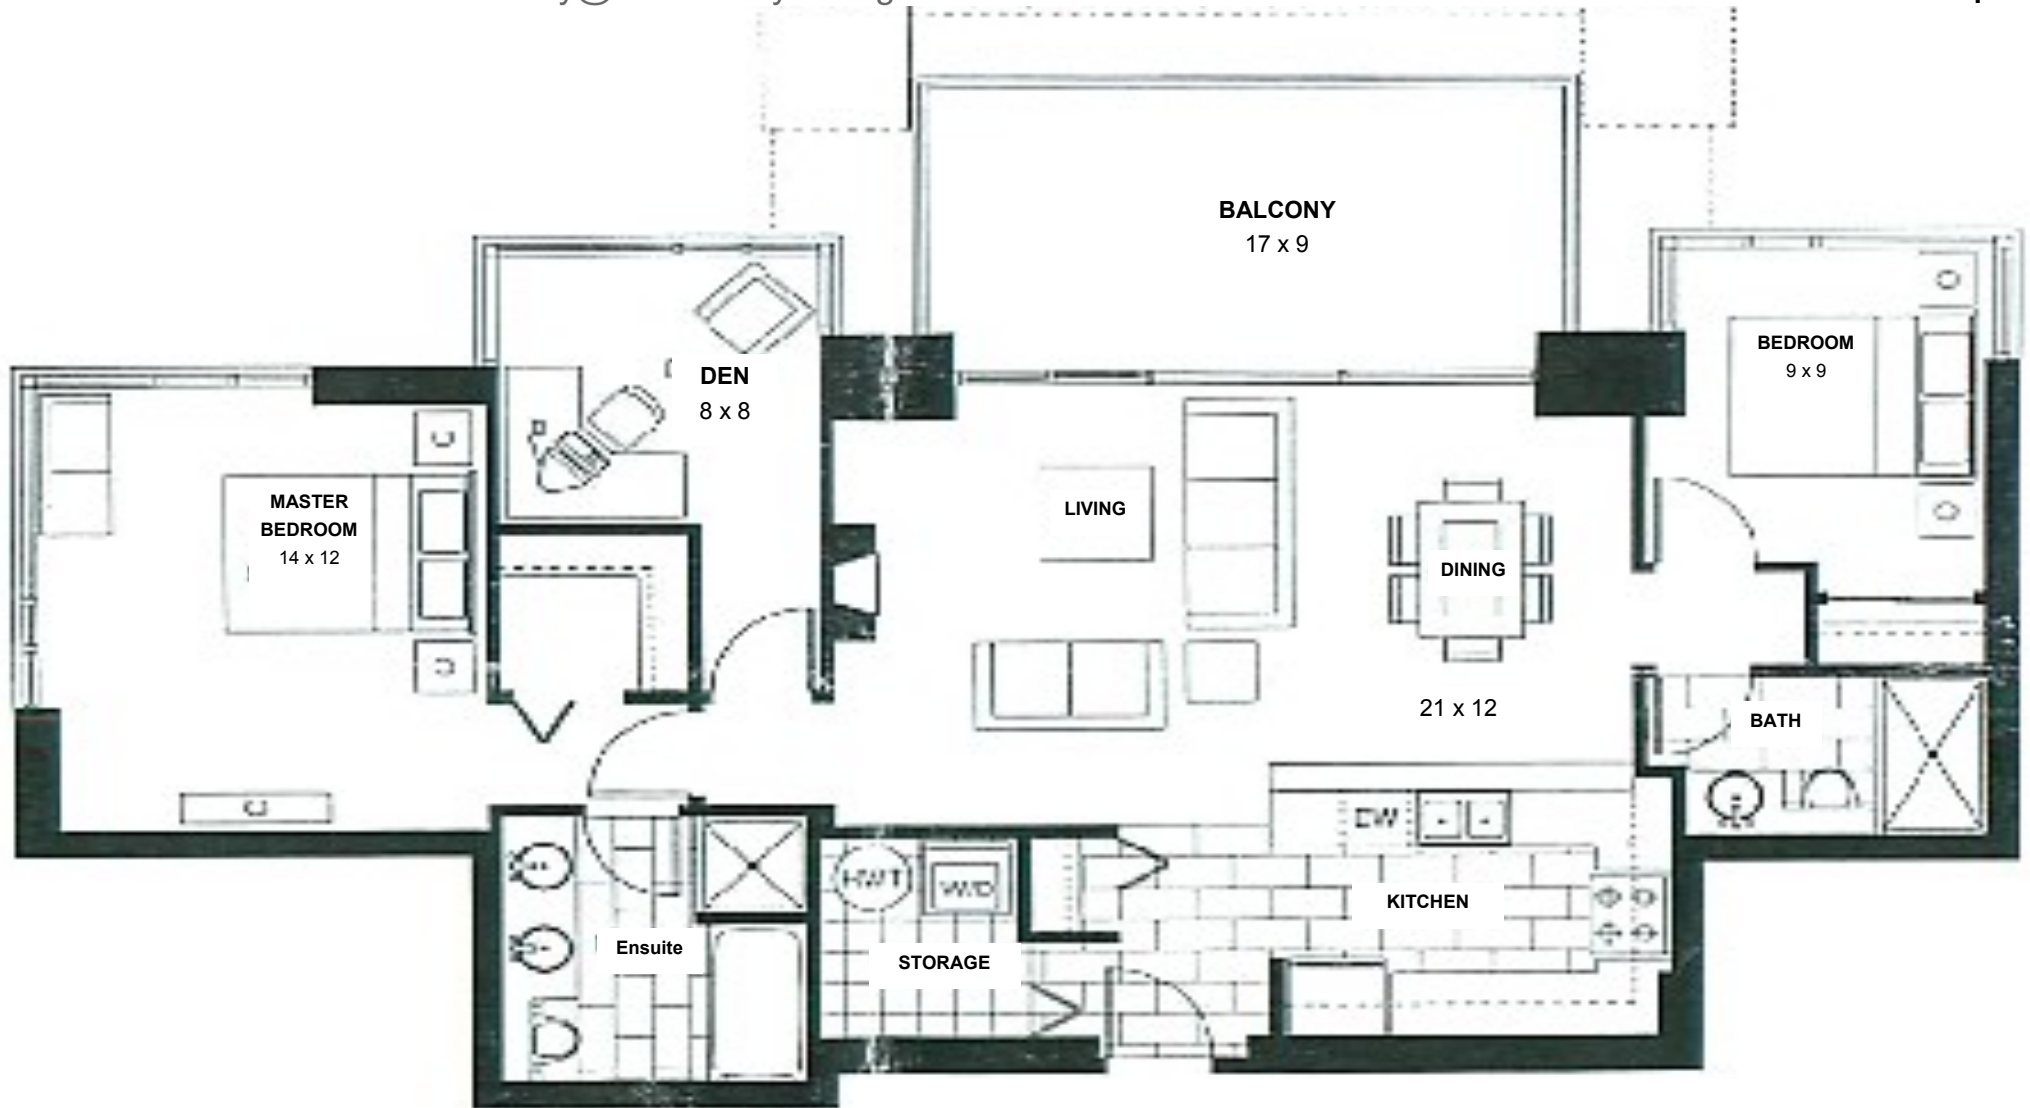 BALCONY
17 x 9
BEDROOM
9 x 9
DEN
8 x 8
MASTER
BEDROOM
14 x 12
LIVING
DINING
21 x 12
BATH
HWT
W/D
KITCHEN
Ensuite
STORAGE